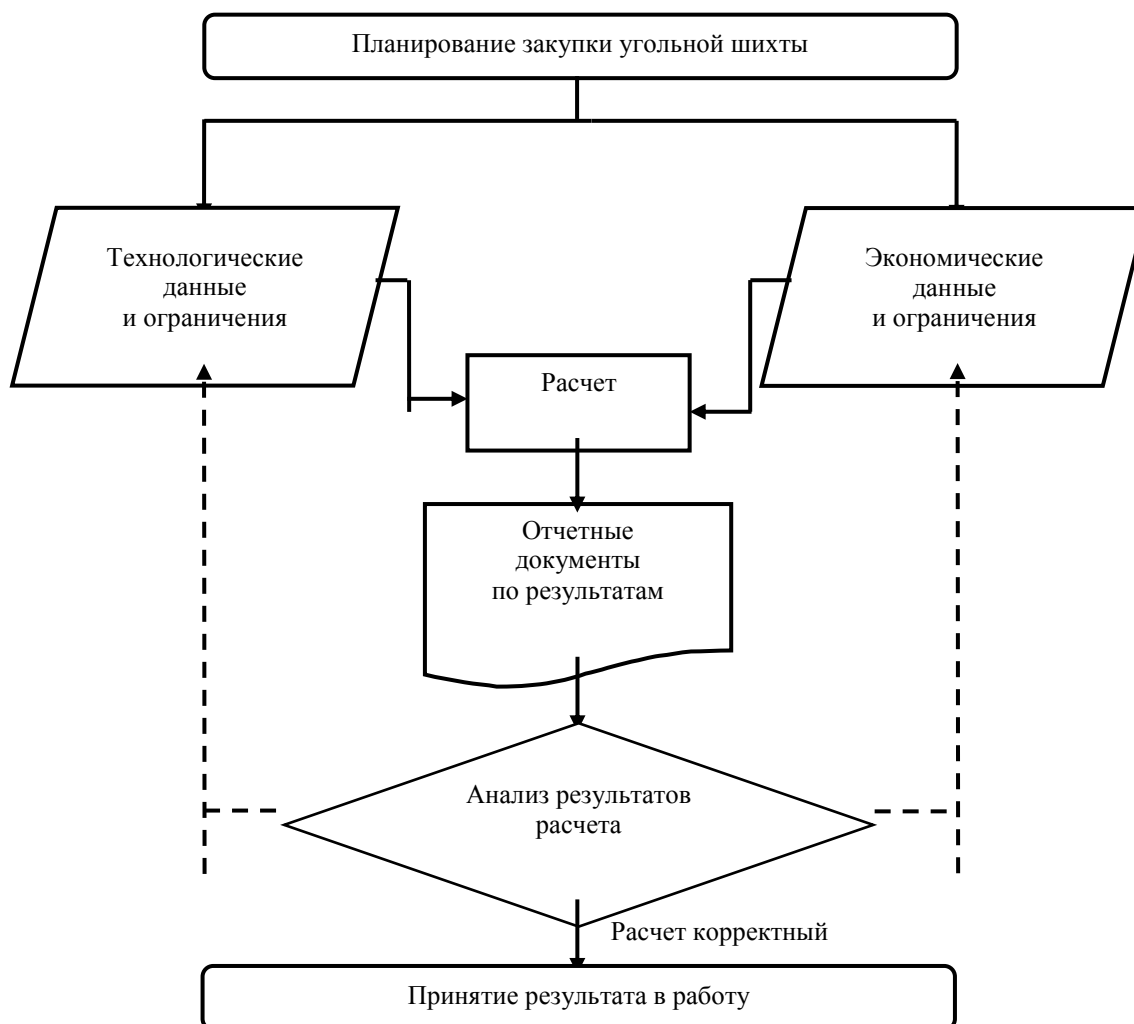 Планирование закупки угольной шихты
Технологические
данные
и ограничения
Экономические
данные
и ограничения
Расчет
Отчетные
документы
по результатам
Анализ результатов
расчета
Расчет корректный
Принятие результата в работу